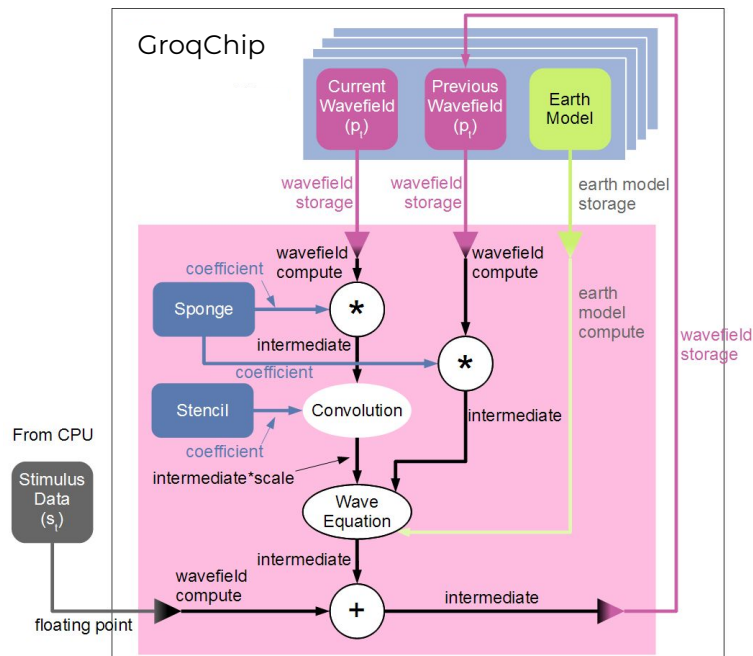 GroqChip
Current
Wavefield
(pt)
Previous
Wavefield
(pt)
Earth
Model
wavefield
storage
wavefield
storage
earth model
storage
wavefield
compute
wavefield
compute
coefficient
Sponge
*
earth
model
compute
wavefield
storage
intermediate
coefficient
*
Stencil
Convolution
intermediate
coefficient
From CPU
Stimulus
Data
(st)
intermediate*scale
Wave
Equation
intermediate
wavefield
compute
+
intermediate
floating point